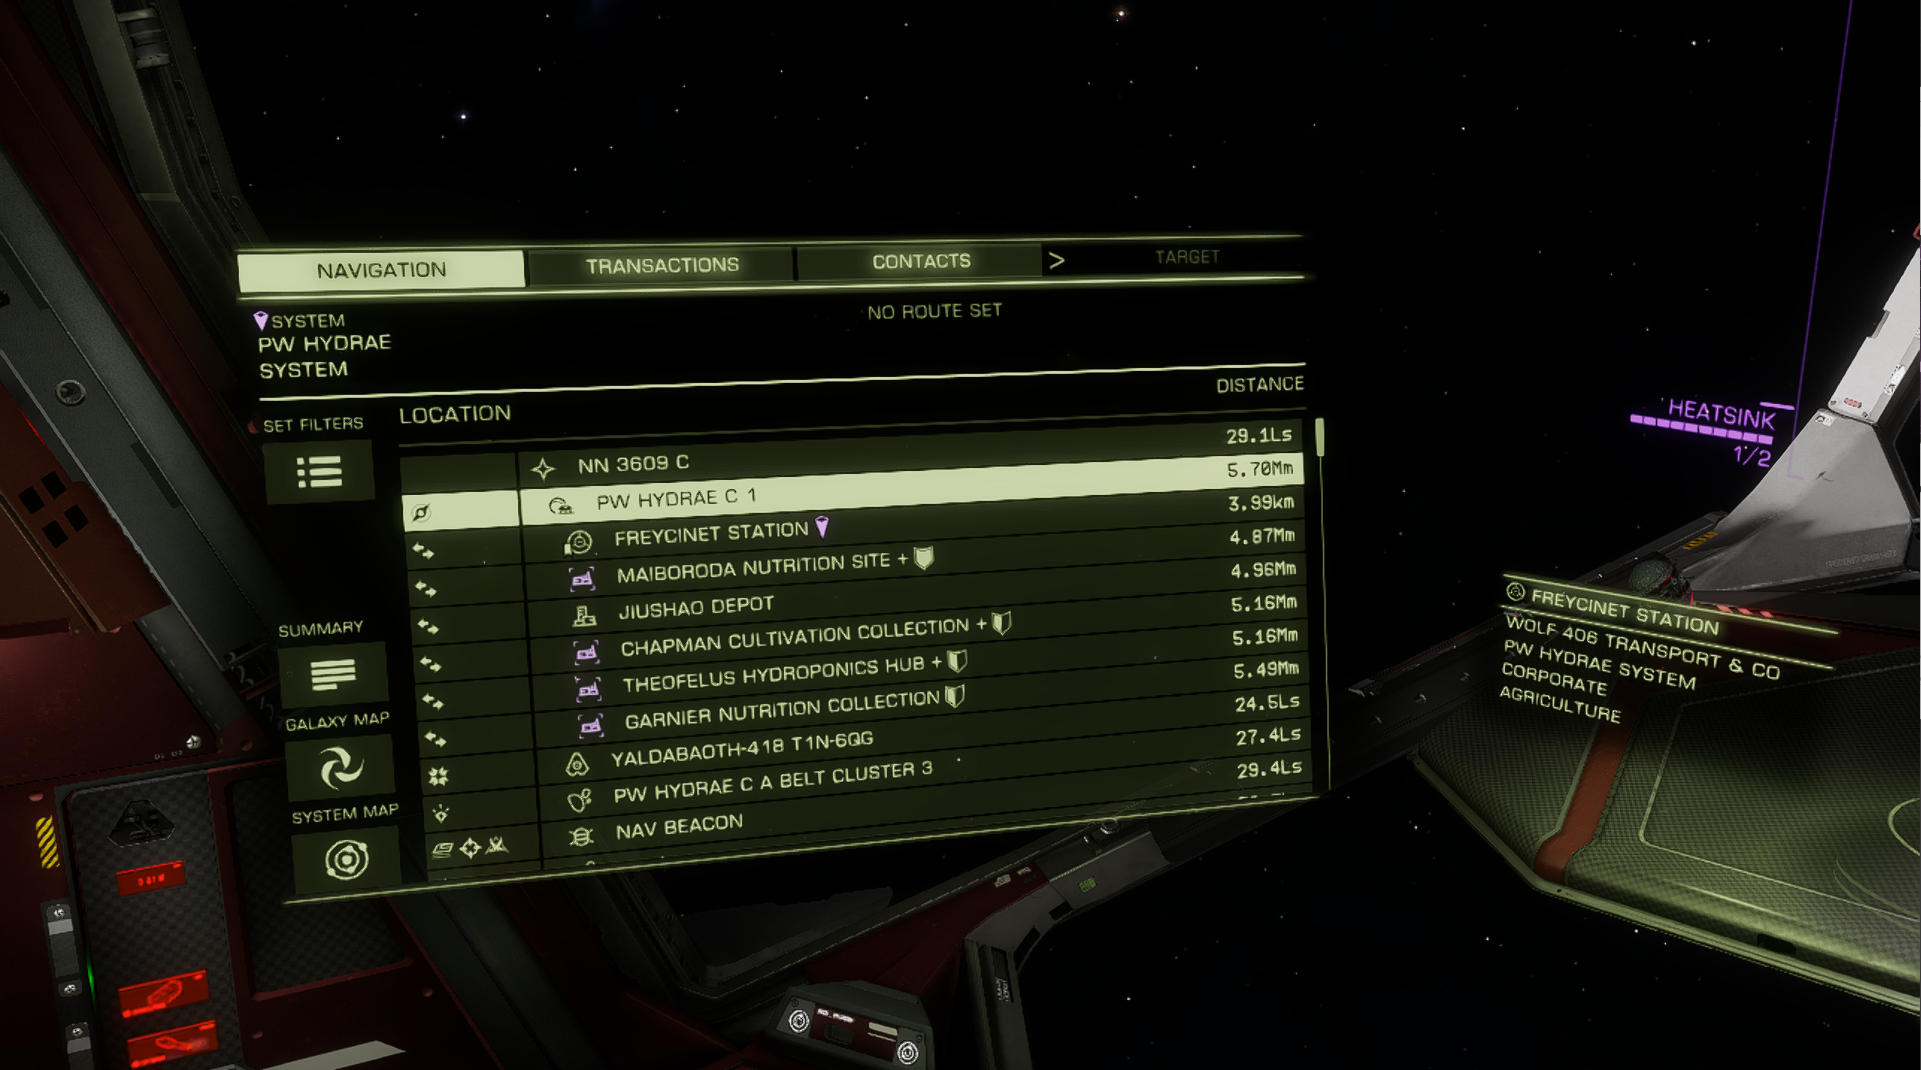 NAVIGATION
TRANSACTIONS
CONTACTS
>
TARGET
NO ROUTE SET
SYSTEM
PW HYDRAE
SYSTEM
SET FILTERS
LOCATION
DISTANCE
NN 3609 C 29.1Ls
PW HYDRAE C 1 5.70Mm
FREYCINET STATION 3.99km
MAIBORODA NUTRITION SITE + 4.87Mm
JIUSHAO DEPOT 4.96Mm
CHAPMAN CULTIVATION COLLECTION + 5.16Mm
THEOFELUS HYDROPONICS HUB + 5.16Mm
GARNIER NUTRITION COLLECTION 5.49Mm
YALDABAOTH-418 T1N-6QG 24.5Ls
PW HYDRAE C A BELT CLUSTER 3 27.4Ls
NAV BEACON 29.4Ls
SUMMARY
GALAXY MAP
SYSTEM MAP
HEATSINK
1/2
FREYCINET STATION
WOLF 406 TRANSPORT & CO
PW HYDRAE SYSTEM
CORPORATE
AGRICULTURE